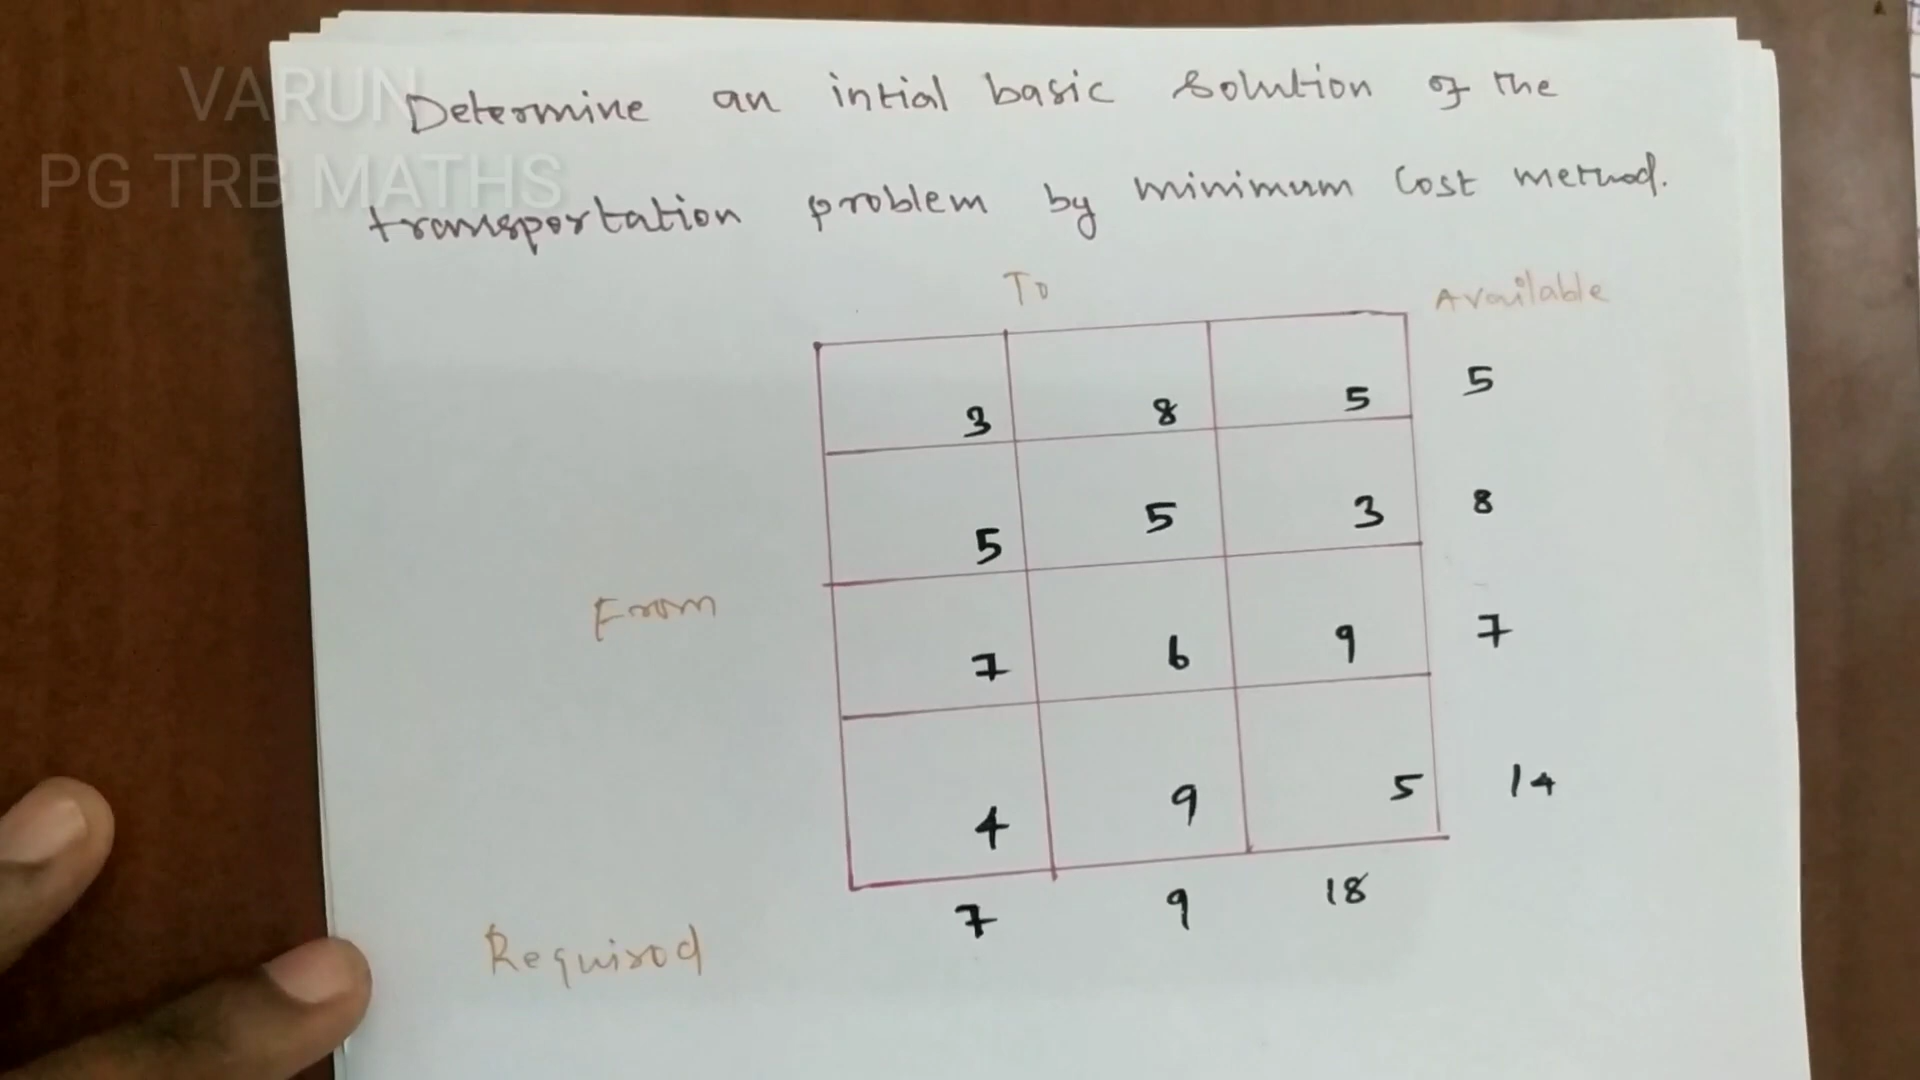 VARUN
PG TRB MATHS
Determine an intial basic solution of the
transportation problem by minimum cost method.
To Available
3 8 5 5
5 5 3 8
From
7 6 9 7
4 9 5 14
7 9 18
Required